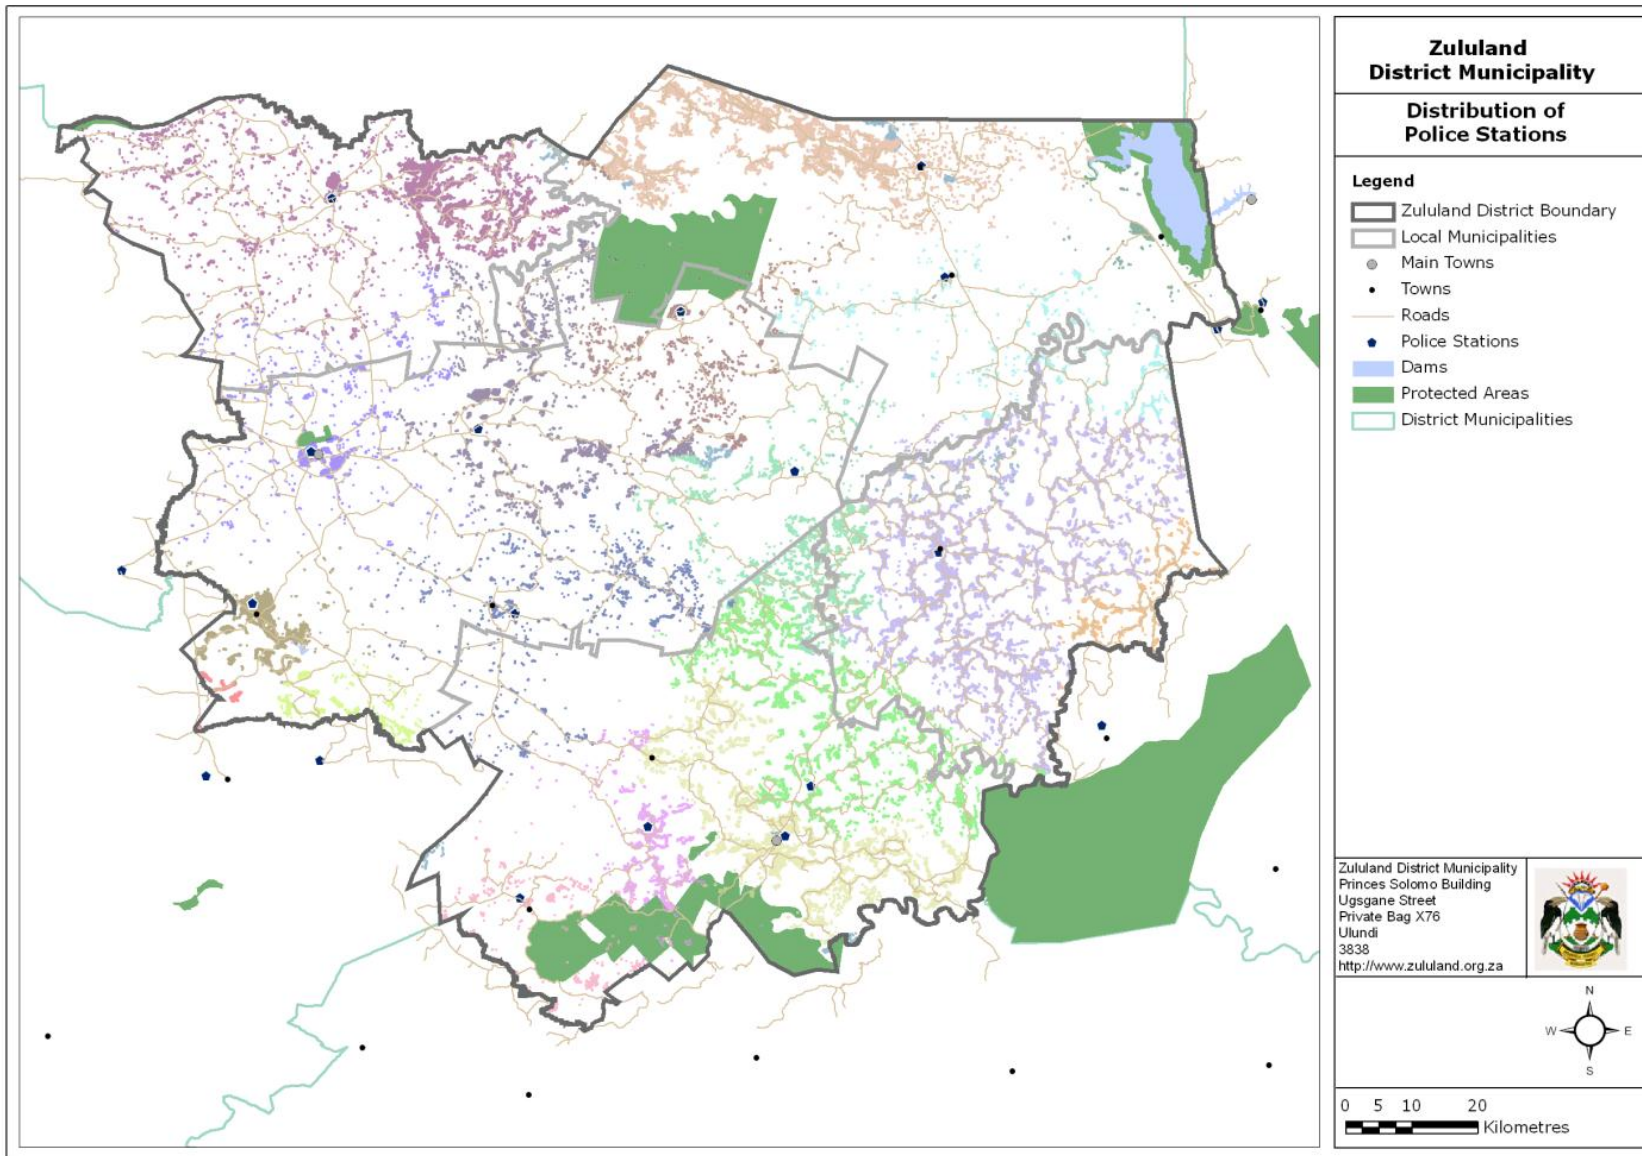 Zululand
District Municipality
Distribution of
Police Stations
Legend
Zululand District Boundary
Local Municipalities
Main Towns
Towns
Roads
Police Stations
Dams
Protected Areas
District Municipalities
Zululand District Municipality
Princes Solomo Building
Ugsgane Street
Private Bag X76
Ulundi
3838
http://www.zululand.org.za
N
W E
S
0 5 10 20
Kilometres